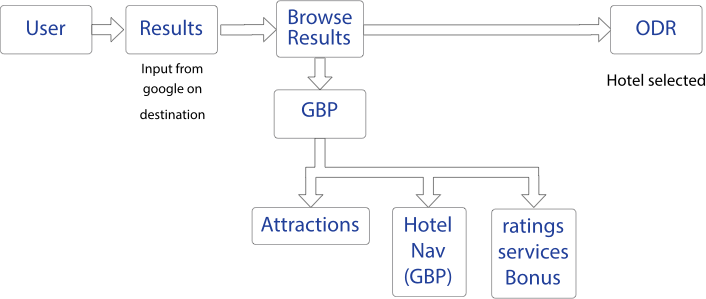 User
Results
Browse
Results
ODR
Input from
google on
destination
Hotel selected
GBP
Attractions
Hotel
Nav
(GBP)
ratings
services
Bonus